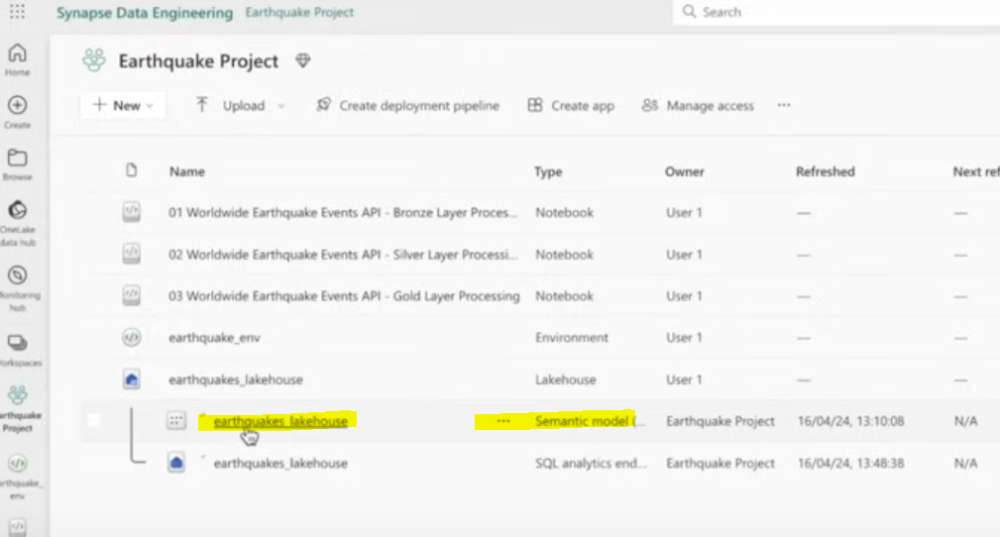 Synapse Data Engineering Earthquake Project
Search
Home
Create
Browse
OneLake
data hub
Monitoring
hub
Workspaces
Earthquake
Project
earthquake_
env
Earthquake Project
New
Upload
Create deployment pipeline
Create app
Manage access
...
Name Type Owner Refreshed Next ref
01 Worldwide Earthquake Events API - Bronze Layer Proces... Notebook User 1 — —
02 Worldwide Earthquake Events API - Silver Layer Processi... Notebook User 1 — —
03 Worldwide Earthquake Events API - Gold Layer Processing Notebook User 1 — —
earthquake_env Environment User 1 — —
earthquakes_lakehouse Lakehouse User 1 — —
earthquakes_lakehouse ... Semantic model (... Earthquake Project 16/04/24, 13:10:08 N/A
earthquakes_lakehouse SQL analytics end... Earthquake Project 16/04/24, 13:48:38 N/A